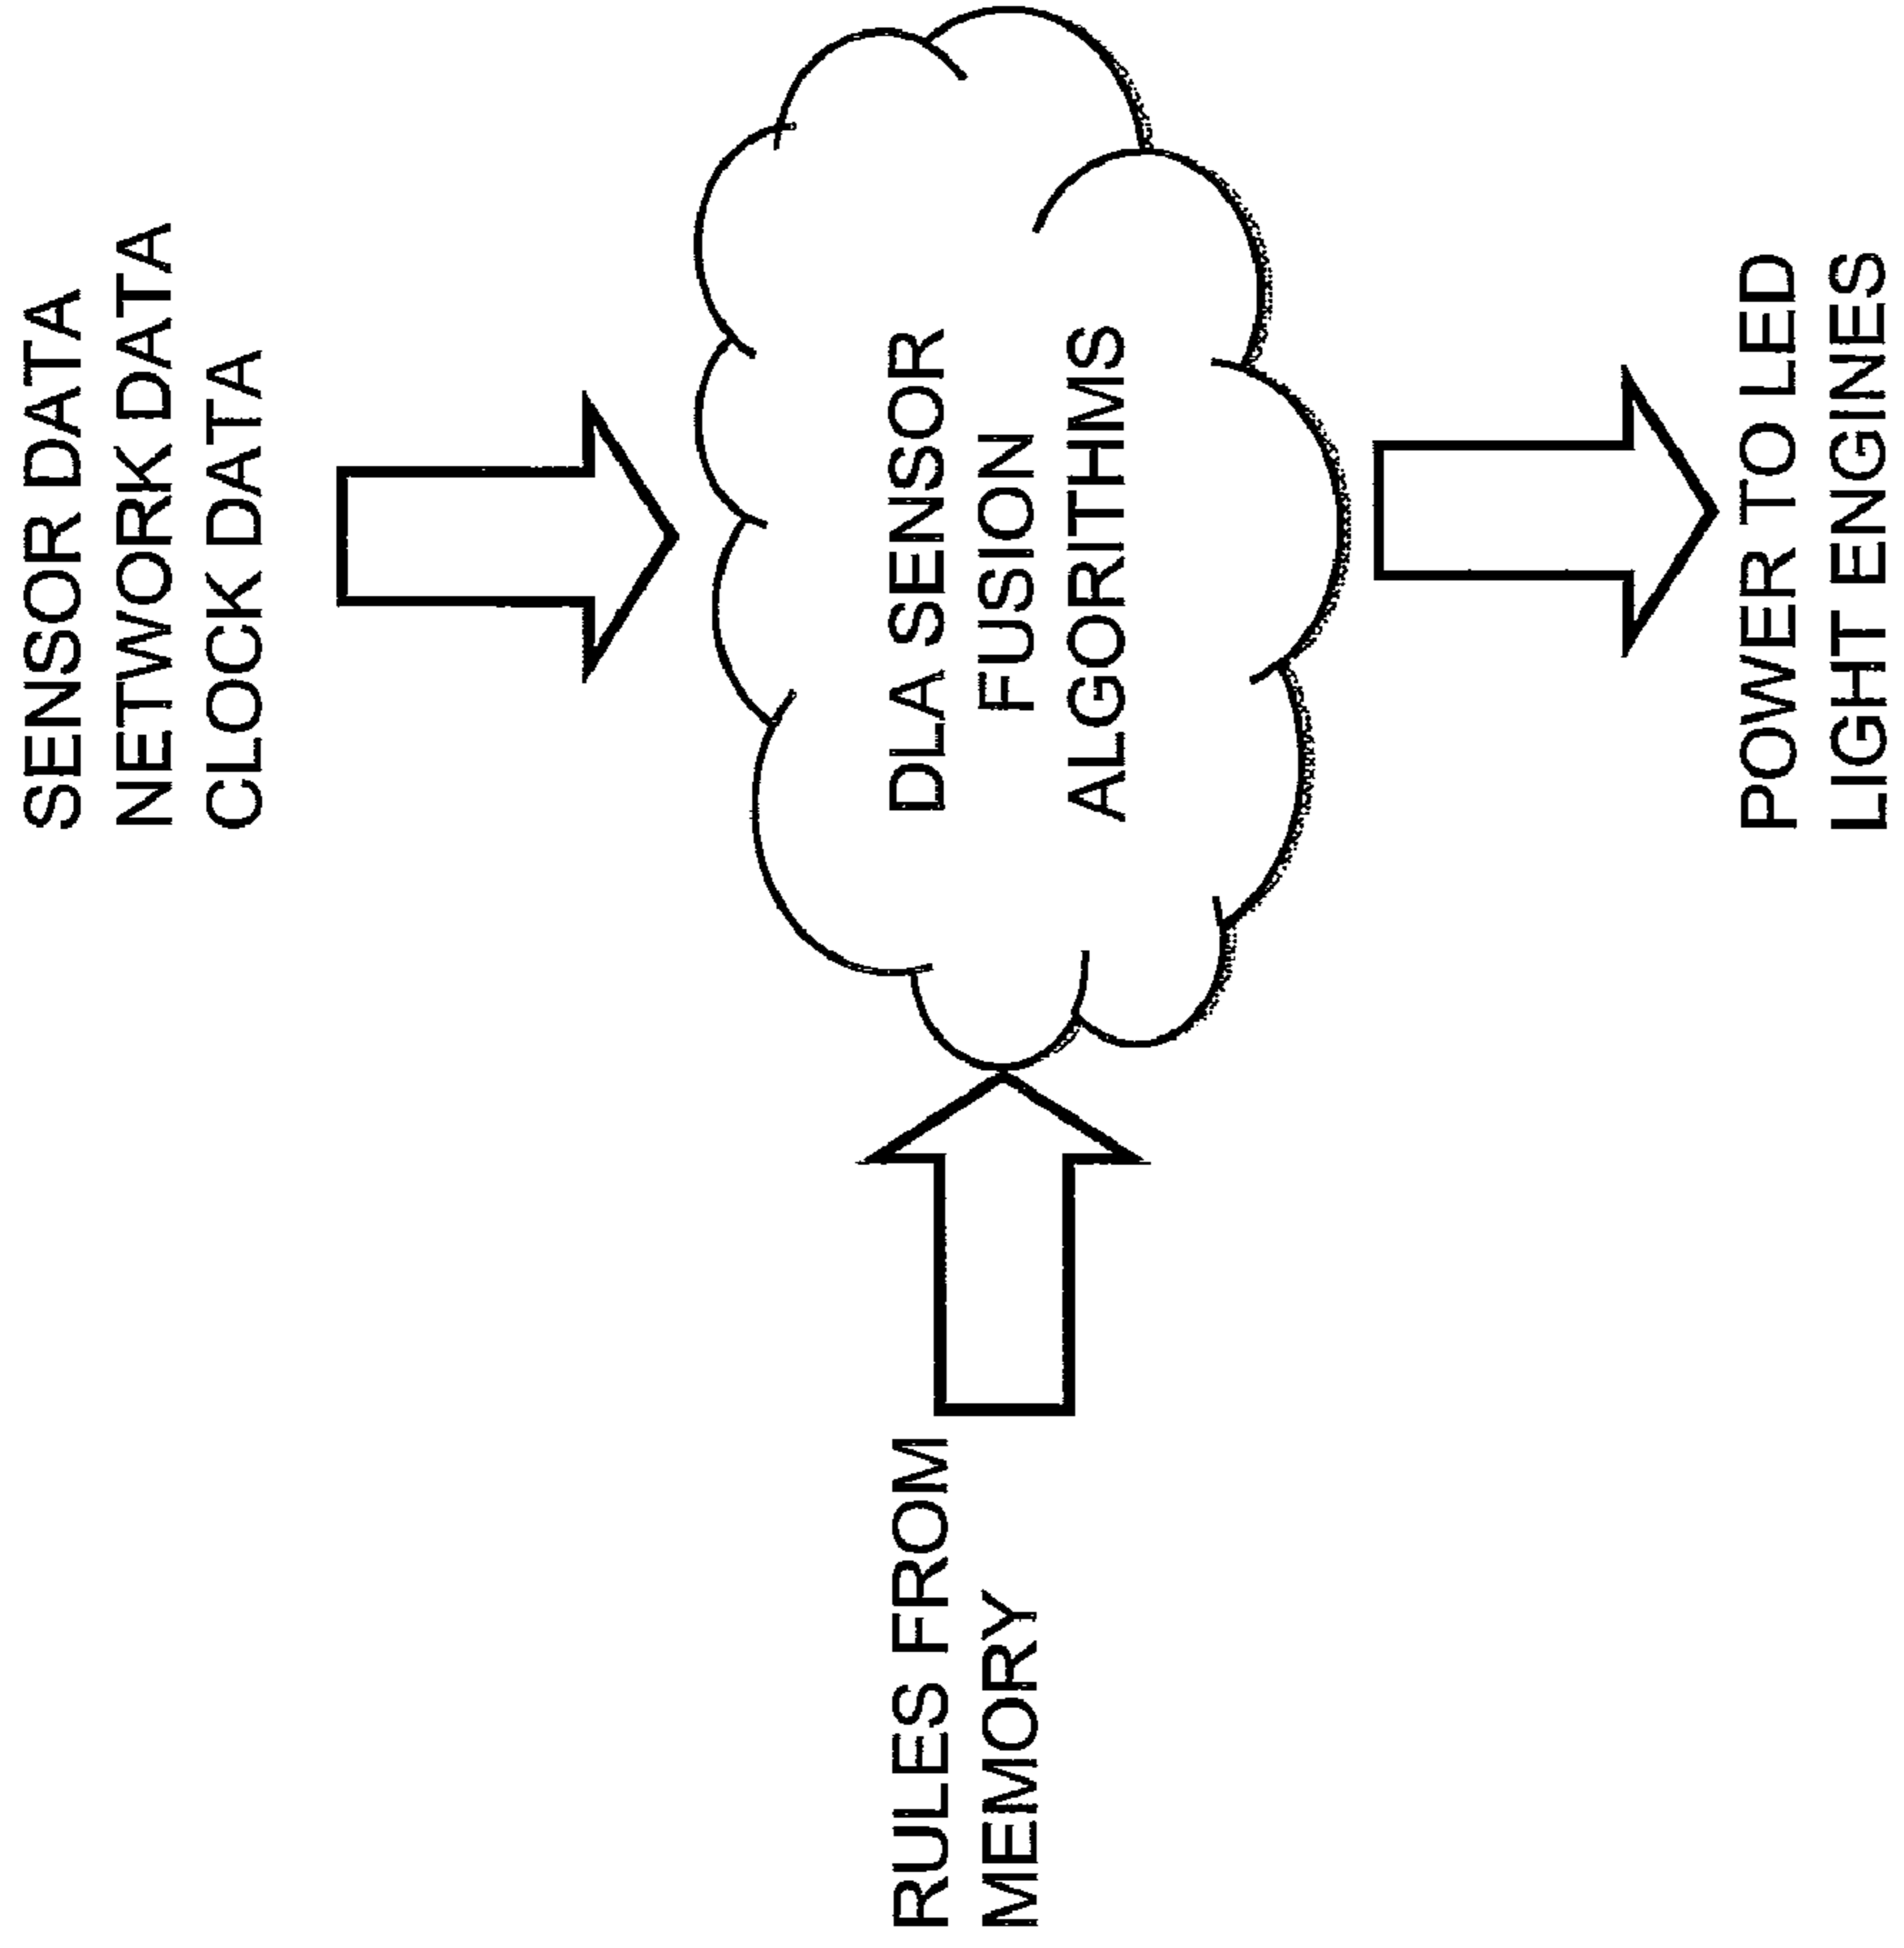 SENSOR DATA
NETWORK DATA
CLOCK DATA
RULES FROM
MEMORY
DLA SENSOR
FUSION
ALGORITHMS
POWER TO LED
LIGHT ENGINES